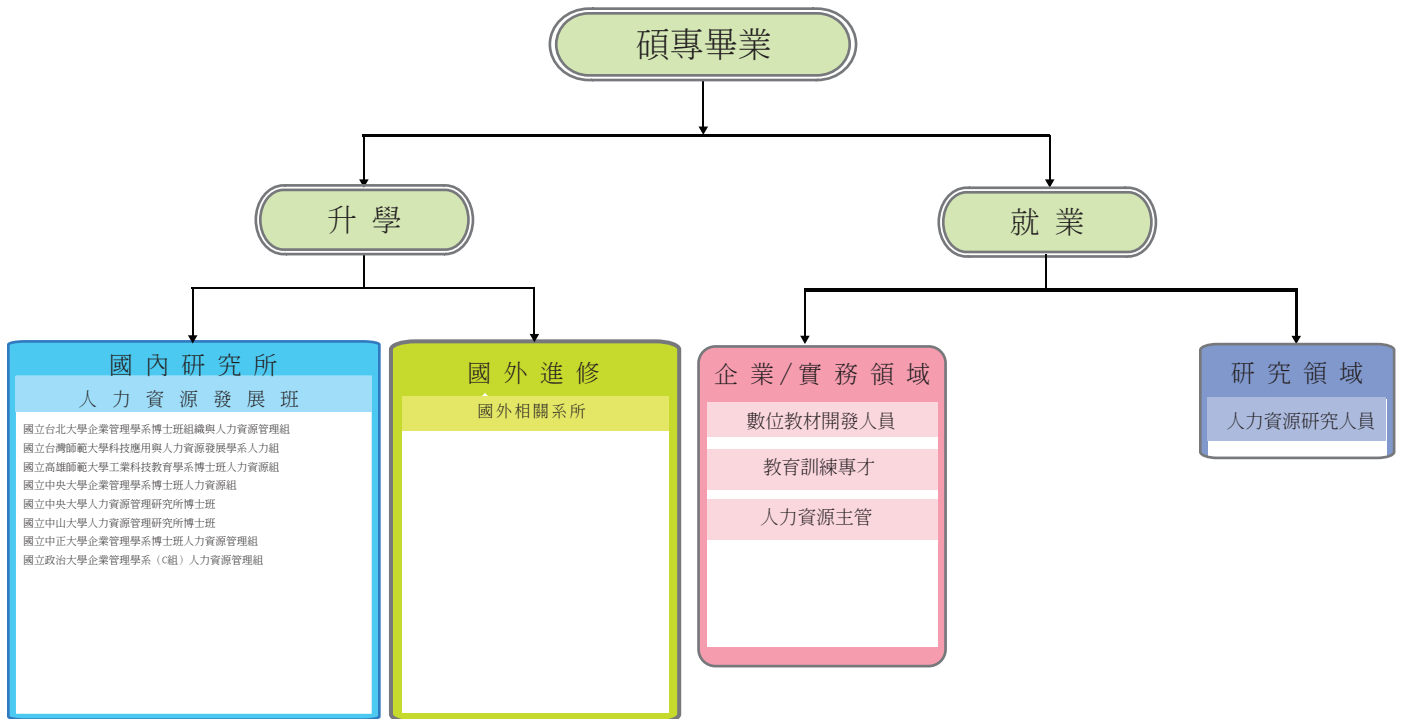 碩專畢業
升學
就業
國內研究所
人力資源發展班
國立台北大學企業管理學系博士班組織與人力資源管理組
國立台灣師範大學科技應用與人力資源發展學系人力組
國立高雄師範大學工業科技教育學系博士班人力資源組
國立中央大學企業管理學系博士班人力資源組
國立中央大學人力資源管理研究所博士班
國立中山大學人力資源管理研究所博士班
國立中正大學企業管理學系博士班人力資源管理組
國立政治大學企業管理學系（C組）人力資源管理組
國外進修
國外相關系所
企業/實務領域
數位教材開發人員
教育訓練專才
人力資源主管
研究領域
人力資源研究人員